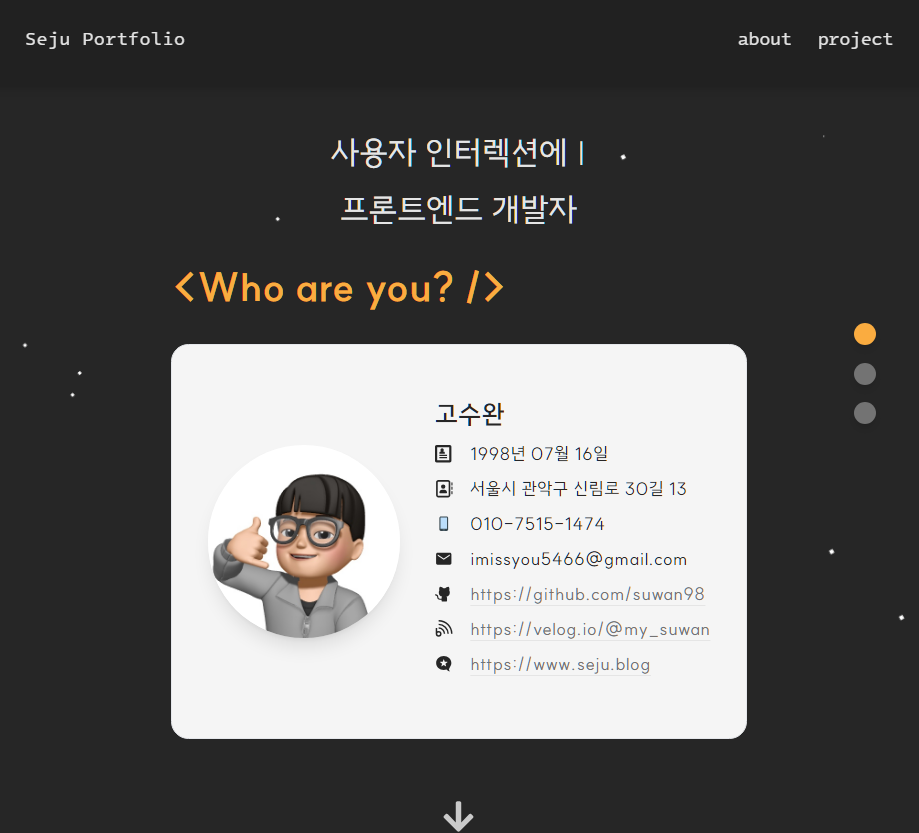 Seju Portfolio
about project
사용자 인터렉션에 |
프론트엔드 개발자
<Who are you? />
고수완
1998년 07월 16일
서울시 관악구 신림로 30길 13
010-7515-1474
imissyou5466@gmail.com
https://github.com/suwan98
https://velog.io/@my_suwan
https://www.seju.blog